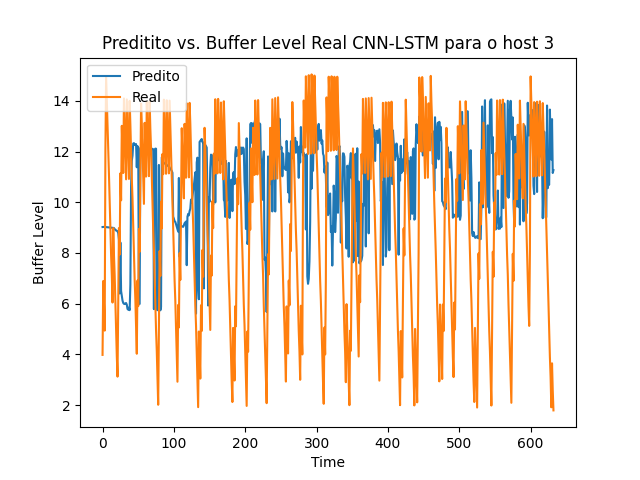 Preditito vs. Buffer Level Real CNN-LSTM para o host 3
Predito
Real
14
12
10
8
6
4
2
Buffer Level
0 100 200 300 400 500 600
Time